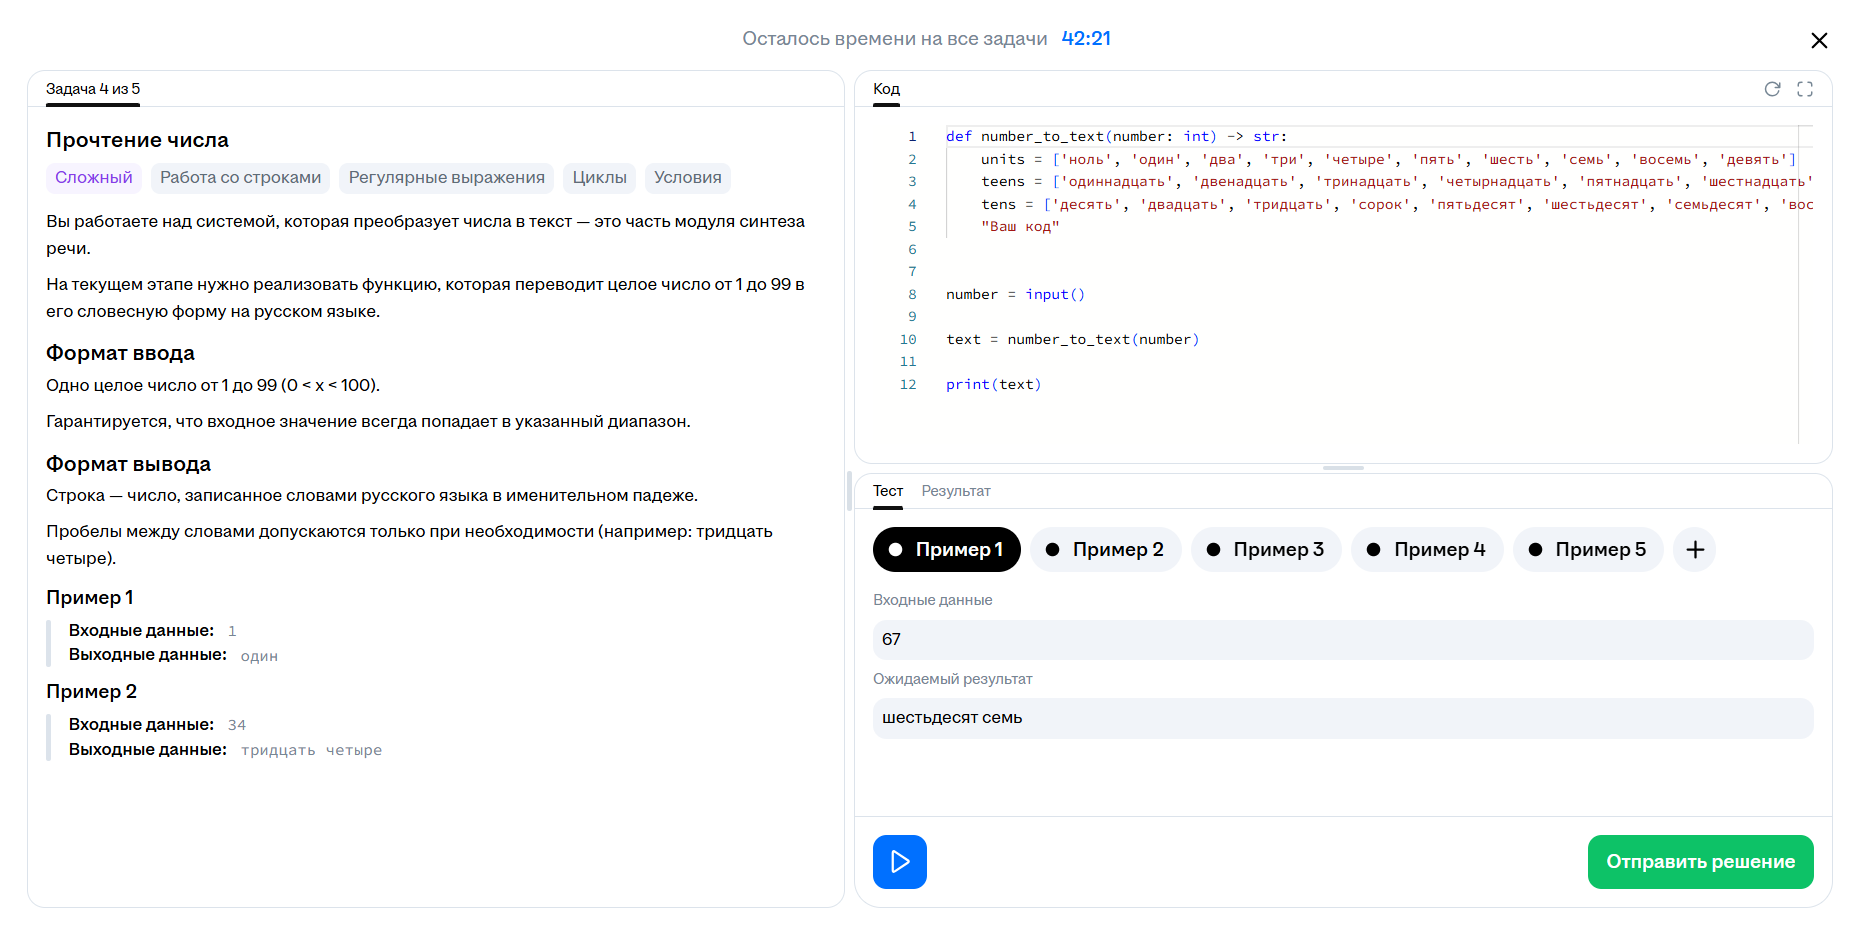 Осталось времени на все задачи 42:21
Задача 4 из 5
Прочтение числа
Сложный Работа со строками Регулярные выражения Циклы Условия
Вы работаете над системой, которая преобразует числа в текст — это часть модуля синтеза
речи.
На текущем этапе нужно реализовать функцию, которая переводит целое число от 1 до 99 в
его словесную форму на русском языке.
Формат ввода
Одно целое число от 1 до 99 (0 < x < 100).
Гарантируется, что входное значение всегда попадает в указанный диапазон.
Формат вывода
Строка — число, записанное словами русского языка в именительном падеже.
Пробелы между словами допускаются только при необходимости (например: тридцать
четыре).
Пример 1
Входные данные: 1
Выходные данные: один
Пример 2
Входные данные: 34
Выходные данные: тридцать четыре
Код
1 def number_to_text(number: int) -> str:
2     units = ['ноль', 'один', 'два', 'три', 'четыре', 'пять', 'шесть', 'семь', 'восемь', 'девять']
3     teens = ['одиннадцать', 'двенадцать', 'тринадцать', 'четырнадцать', 'пятнадцать', 'шестнадцать'
4     tens = ['десять', 'двадцать', 'тридцать', 'сорок', 'пятьдесят', 'шестьдесят', 'семьдесят', 'вос
5     "Ваш код"
6
7
8 number = input()
9
10 text = number_to_text(number)
11
12 print(text)
Тест Результат
Пример 1 Пример 2 Пример 3 Пример 4 Пример 5 +
Входные данные
67
Ожидаемый результат
шестьдесят семь
Отправить решение